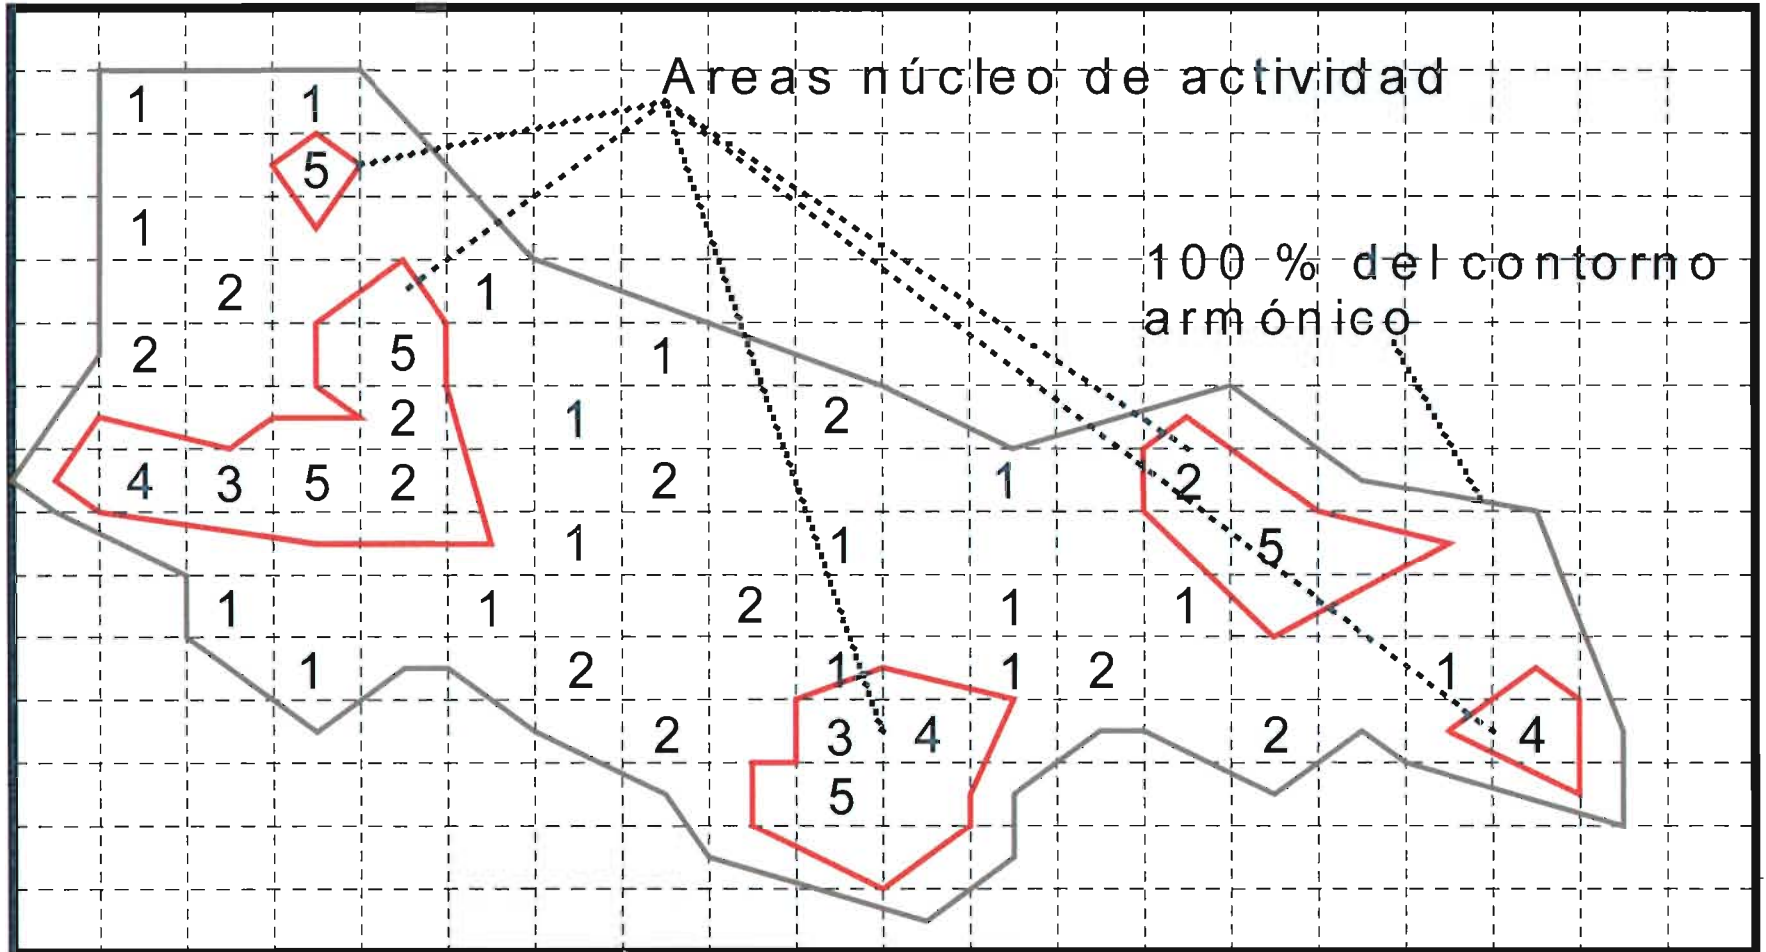 Areas núcleo de actividad
1 1
5
1
100 % del contorno
2 1
armónico
2 5 1
2 1 2
4 3 5 2 2 1 2
1 1 5
1 1 2 1 1
1 2 1 1 2 1
2 3 4 2 4
5